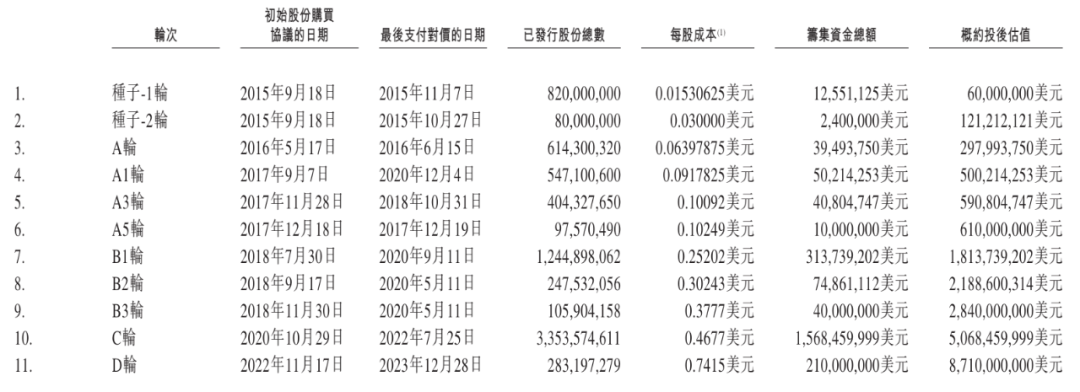 輪次 初始股份購買協議的日期 最後支付對價的日期 已發行股份總數 每股成本(1) 籌集資金總額 概約投後估值
1. 種子-1輪 2015年9月18日 2015年11月7日 820,000,000 0.01530625美元 12,551,125美元 60,000,000美元
2. 種子-2輪 2015年9月18日 2015年10月27日 80,000,000 0.030000美元 2,400,000美元 121,212,121美元
3. A輪 2016年5月17日 2016年6月15日 614,300,320 0.06397875美元 39,493,750美元 297,993,750美元
4. A1輪 2017年9月7日 2020年12月4日 547,100,600 0.0917825美元 50,214,253美元 500,214,253美元
5. A3輪 2017年11月28日 2018年10月31日 404,327,650 0.10092美元 40,804,747美元 590,804,747美元
6. A5輪 2017年12月18日 2017年12月19日 97,570,490 0.10249美元 10,000,000美元 610,000,000美元
7. B1輪 2018年7月30日 2020年9月11日 1,244,898,062 0.25202美元 313,739,202美元 1,813,739,202美元
8. B2輪 2018年9月17日 2020年5月11日 247,532,056 0.30243美元 74,861,112美元 2,188,600,314美元
9. B3輪 2018年11月30日 2020年5月11日 105,904,158 0.3777美元 40,000,000美元 2,840,000,000美元
10. C輪 2020年10月29日 2022年7月25日 3,353,574,611 0.4677美元 1,568,459,999美元 5,068,459,999美元
11. D輪 2022年11月17日 2023年12月28日 283,197,279 0.7415美元 210,000,000美元 8,710,000,000美元